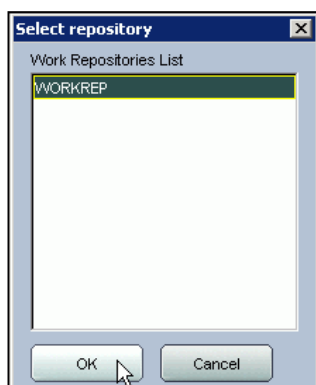 Select repository
Work Repositories List
WORKREP
OK
Cancel